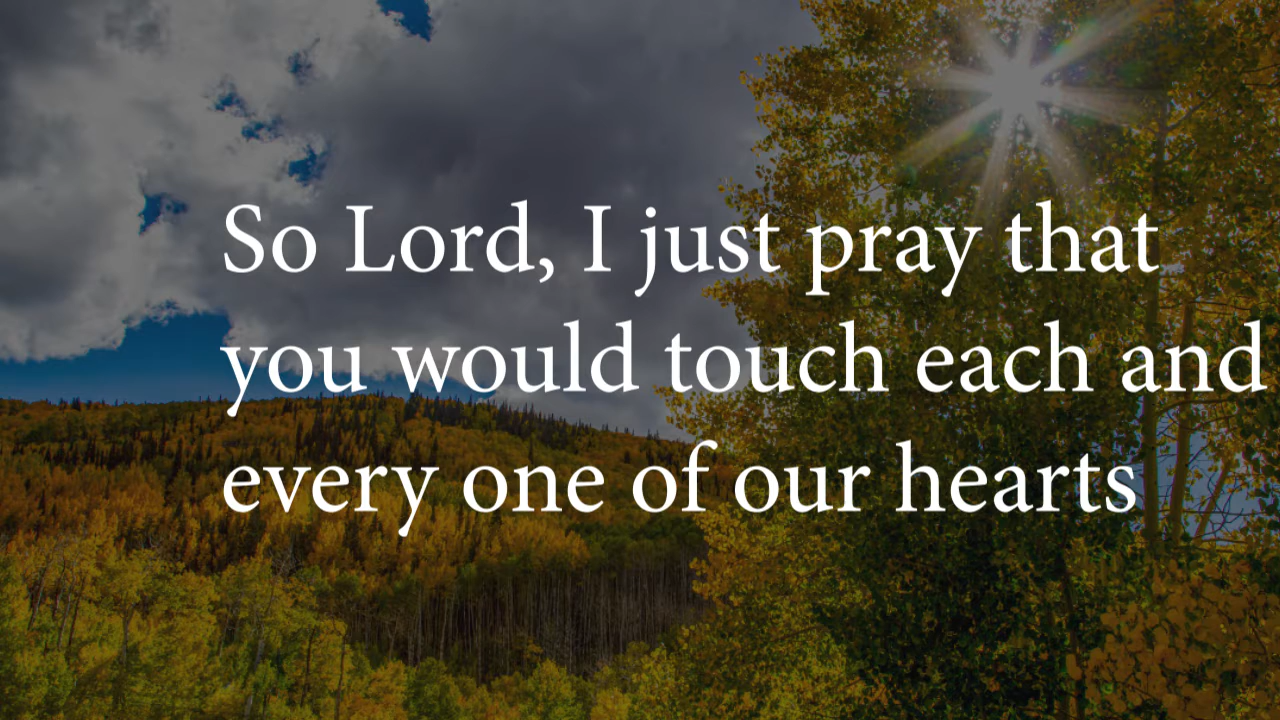 So Lord, I just pray that
you would touch each and
every one of our hearts